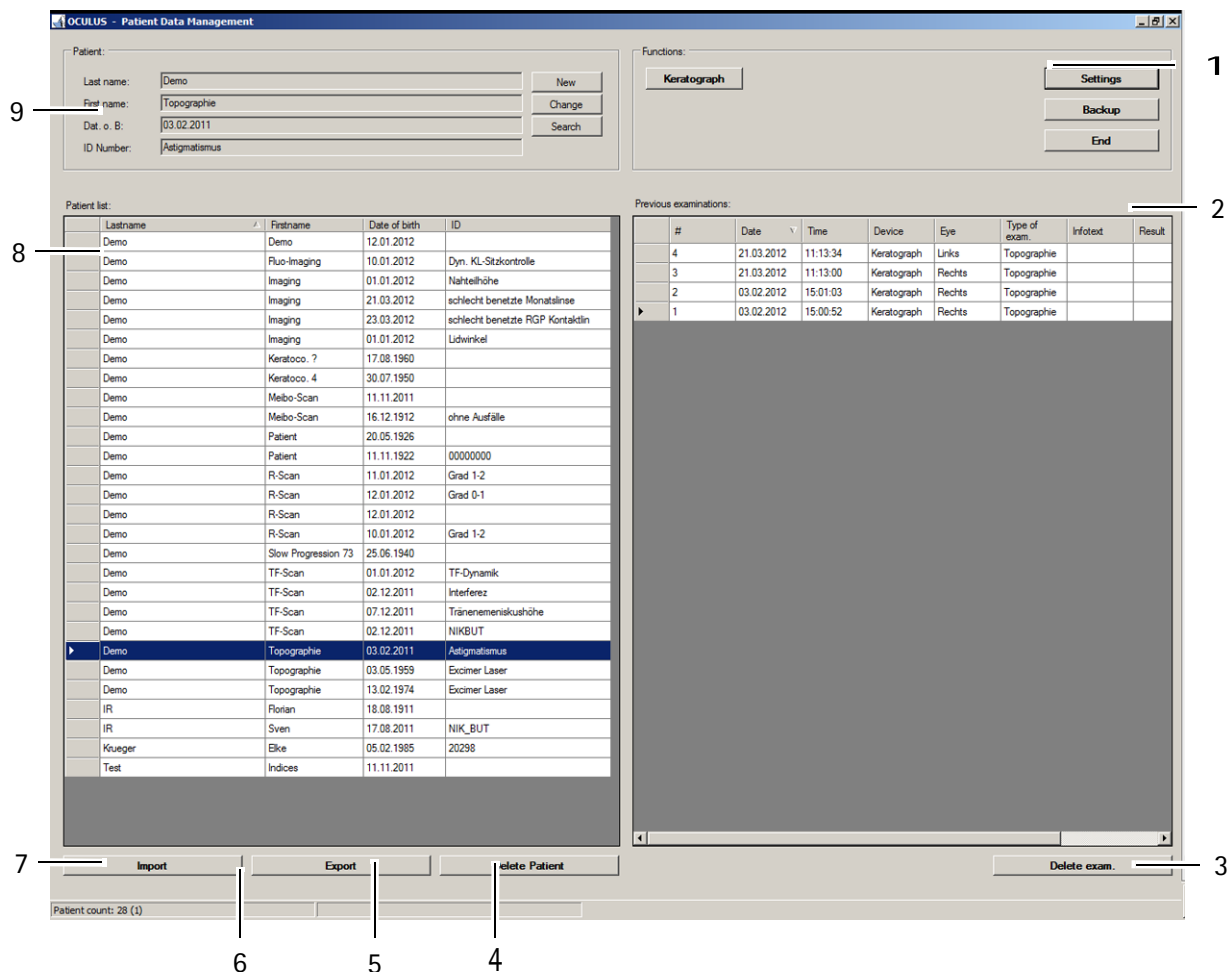 OCULUS - Patient Data Management
Patient:
Last name: Demo New
First name: Topographie Change
Dat. o. B: 03.02.2011 Search
ID Number: Astigmatismus
Functions:
Keratograph Settings
Backup
End
1
9
Patient list:
Lastname Firstname Date of birth ID
Demo Demo 12.01.2012
Demo Fluo-Imaging 10.01.2012 Dyn. KL-Sitzkontrolle
Demo Imaging 01.01.2012 Nahteilhöhe
Demo Imaging 21.03.2012 schlecht benetzte Monatslinse
Demo Imaging 23.03.2012 schlecht benetzte RGP Kontaktlin
Demo Imaging 01.01.2012 Lidwinkel
Demo Keratoco. ? 17.08.1960
Demo Keratoco. 4 30.07.1950
Demo Meibo-Scan 11.11.2011
Demo Meibo-Scan 16.12.1912 ohne Ausfälle
Demo Patient 20.05.1926
Demo Patient 11.11.1922 00000000
Demo R-Scan 11.01.2012 Grad 1-2
Demo R-Scan 12.01.2012 Grad 0-1
Demo R-Scan 12.01.2012
Demo R-Scan 10.01.2012 Grad 1-2
Demo Slow Progression 73 25.06.1940
Demo TF-Scan 01.01.2012 TF-Dynamik
Demo TF-Scan 02.12.2011 Interferez
Demo TF-Scan 07.12.2011 Tränenemeniskushöhe
Demo TF-Scan 02.12.2011 NIKBUT
Demo Topographie 03.02.2011 Astigmatismus
Demo Topographie 03.05.1959 Excimer Laser
Demo Topographie 13.02.1974 Excimer Laser
IR Florian 18.08.1911
IR Sven 17.08.2011 NIK_BUT
Krueger Elke 05.02.1985 20298
Test Indices 11.11.2011
8
Previous examinations:
2
# Date Time Device Eye Type of exam. Infotext Result
4 21.03.2012 11:13:34 Keratograph Links Topographie
3 21.03.2012 11:13:00 Keratograph Rechts Topographie
2 03.02.2012 15:01:03 Keratograph Rechts Topographie
1 03.02.2012 15:00:52 Keratograph Rechts Topographie
7 Import Export Delete Patient Delete exam. 3
Patient count: 28 (1)
6 5 4